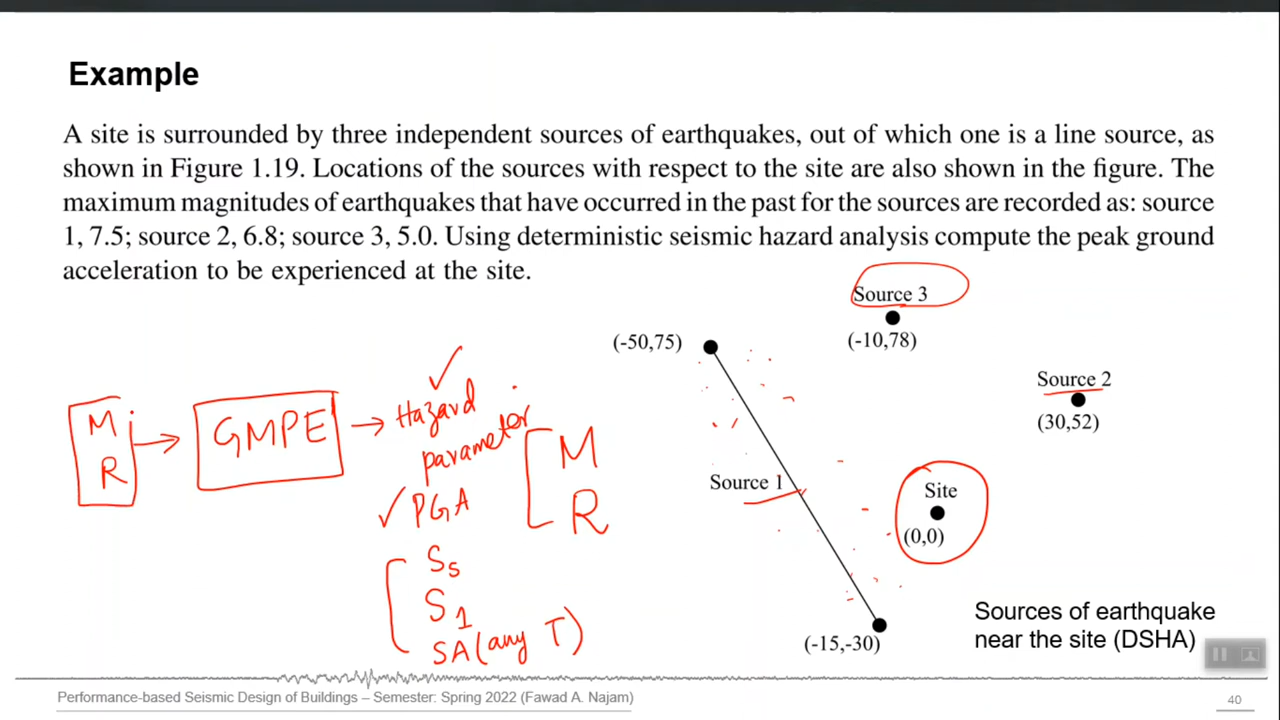 Example
A site is surrounded by three independent sources of earthquakes, out of which one is a line source, as
shown in Figure 1.19. Locations of the sources with respect to the site are also shown in the figure. The
maximum magnitudes of earthquakes that have occurred in the past for the sources are recorded as: source
1, 7.5; source 2, 6.8; source 3, 5.0. Using deterministic seismic hazard analysis compute the peak ground
acceleration to be experienced at the site.
Source 3
(-10,78)
(-50,75)
Source 2
(30,52)
Source 1
Site
(0,0)
(-15,-30)
M
R
GMPE
Hazard
parameter
PGA
Ss
S1
SA (any T)
M
R
Sources of earthquake
near the site (DSHA)
Performance-based Seismic Design of Buildings – Semester: Spring 2022 (Fawad A. Najam)
40